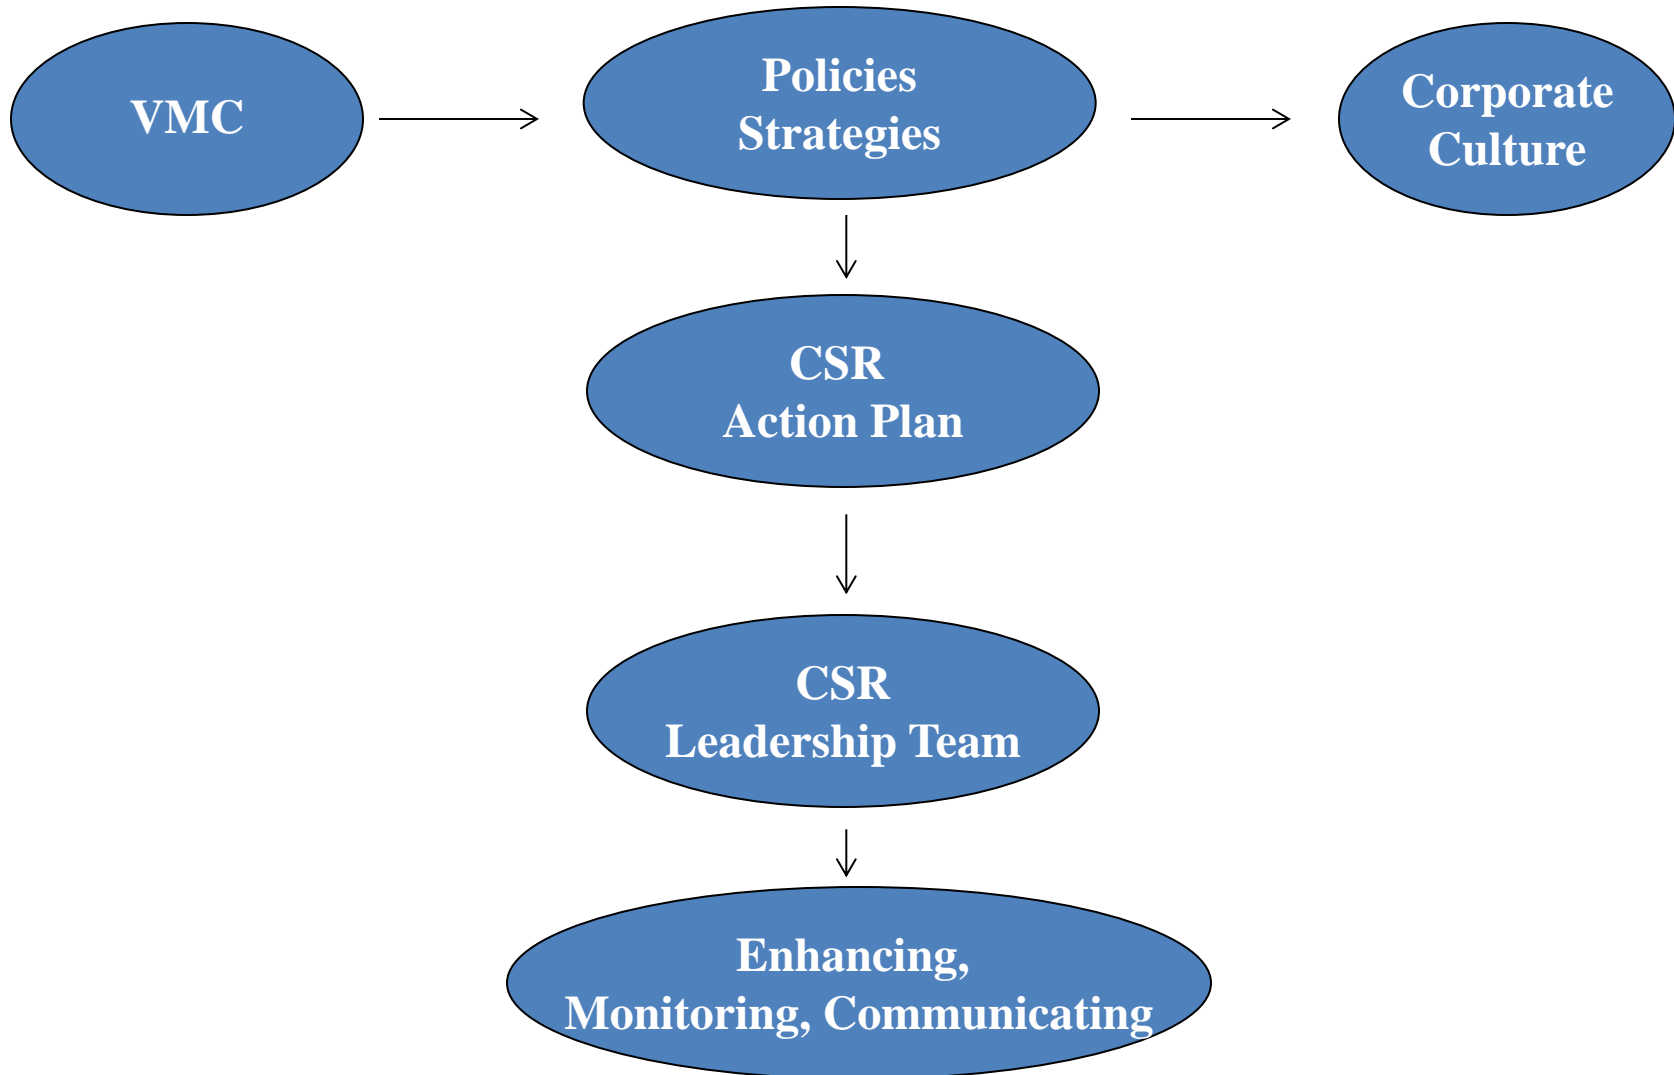 VMC
Policies
Strategies
Corporate
Culture
CSR
Action Plan
CSR
Leadership Team
Enhancing,
Monitoring, Communicating